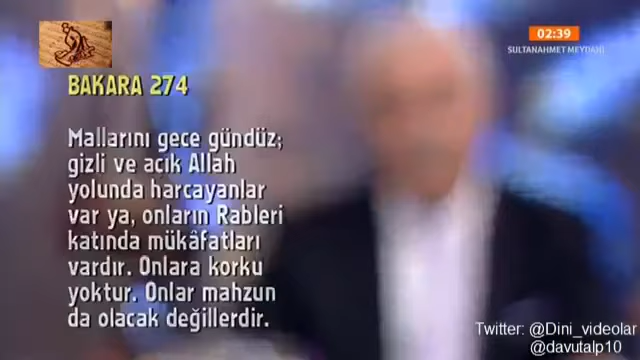 02:39
SULTANAHMET MEYDANI
BAKARA 274
Mallarını gece gündüz;
gizli ve açık Allah
yolunda harcayanlar
var ya, onların Rableri
katında mükâfatları
vardır. Onlara korku
yoktur. Onlar mahzun
da olacak değillerdir.
Twitter: @Dini_videolar
@davutalp10